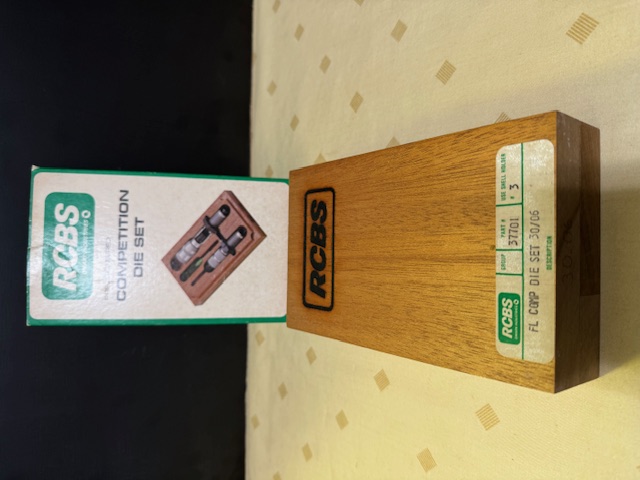 RCBS
COMPETITION
DIE SET
RCBS
RCBS
GROUP
PART #
37701
USE SHELL HOLDER
# 3
FL COMP DIE SET 30/06
DESCRIPTION